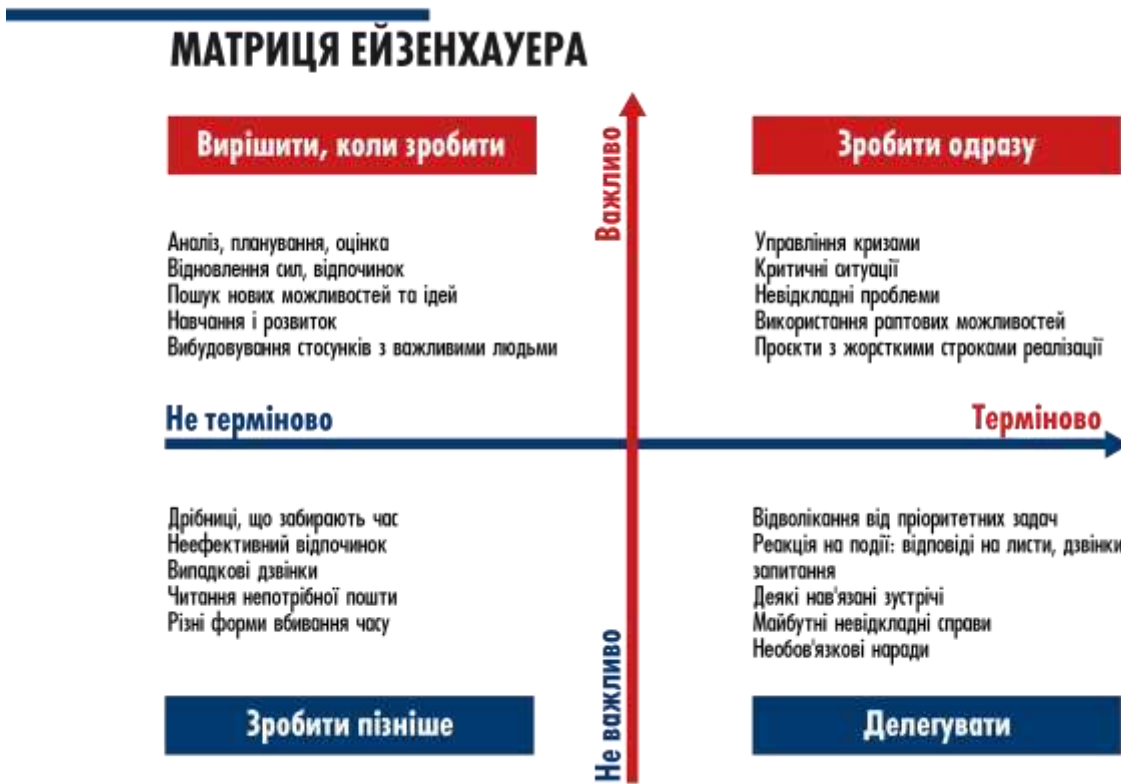 МАТРИЦЯ ЕЙЗЕНХАУЕРА
Вирішити, коли зробити
Аналіз, планування, оцінка
Відновлення сил, відпочинок
Пошук нових можливостей та ідей
Навчання і розвиток
Вибудовування стосунків з важливими людьми
Важливо
Зробити одразу
Управління кризами
Критичні ситуації
Невідкладні проблеми
Використання раптових можливостей
Проєкти з жорсткими строками реалізації
Не терміново
Терміново
Дрібниці, що забирають час
Неефективний відпочинок
Випадкові дзвінки
Читання непотрібної пошти
Різні форми вбивання часу
Зробити пізніше
Не важливо
Відволікання від пріоритетних задач
Реакція на події: відповіді на листи, дзвінки
запитання
Деякі нав'язані зустрічі
Майбутні невідкладні справи
Необов'язкові наради
Делегувати